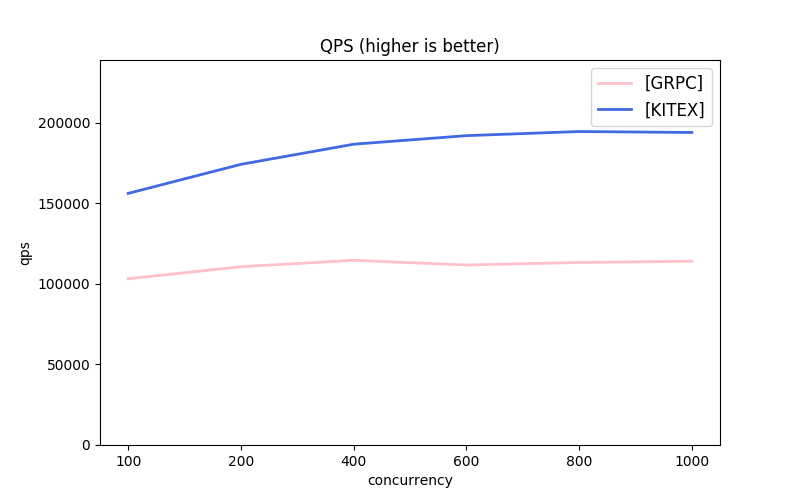 QPS (higher is better)
[GRPC]
[KITEX]
200000
150000
100000
50000
0
qps
100 200 400 600 800 1000
concurrency